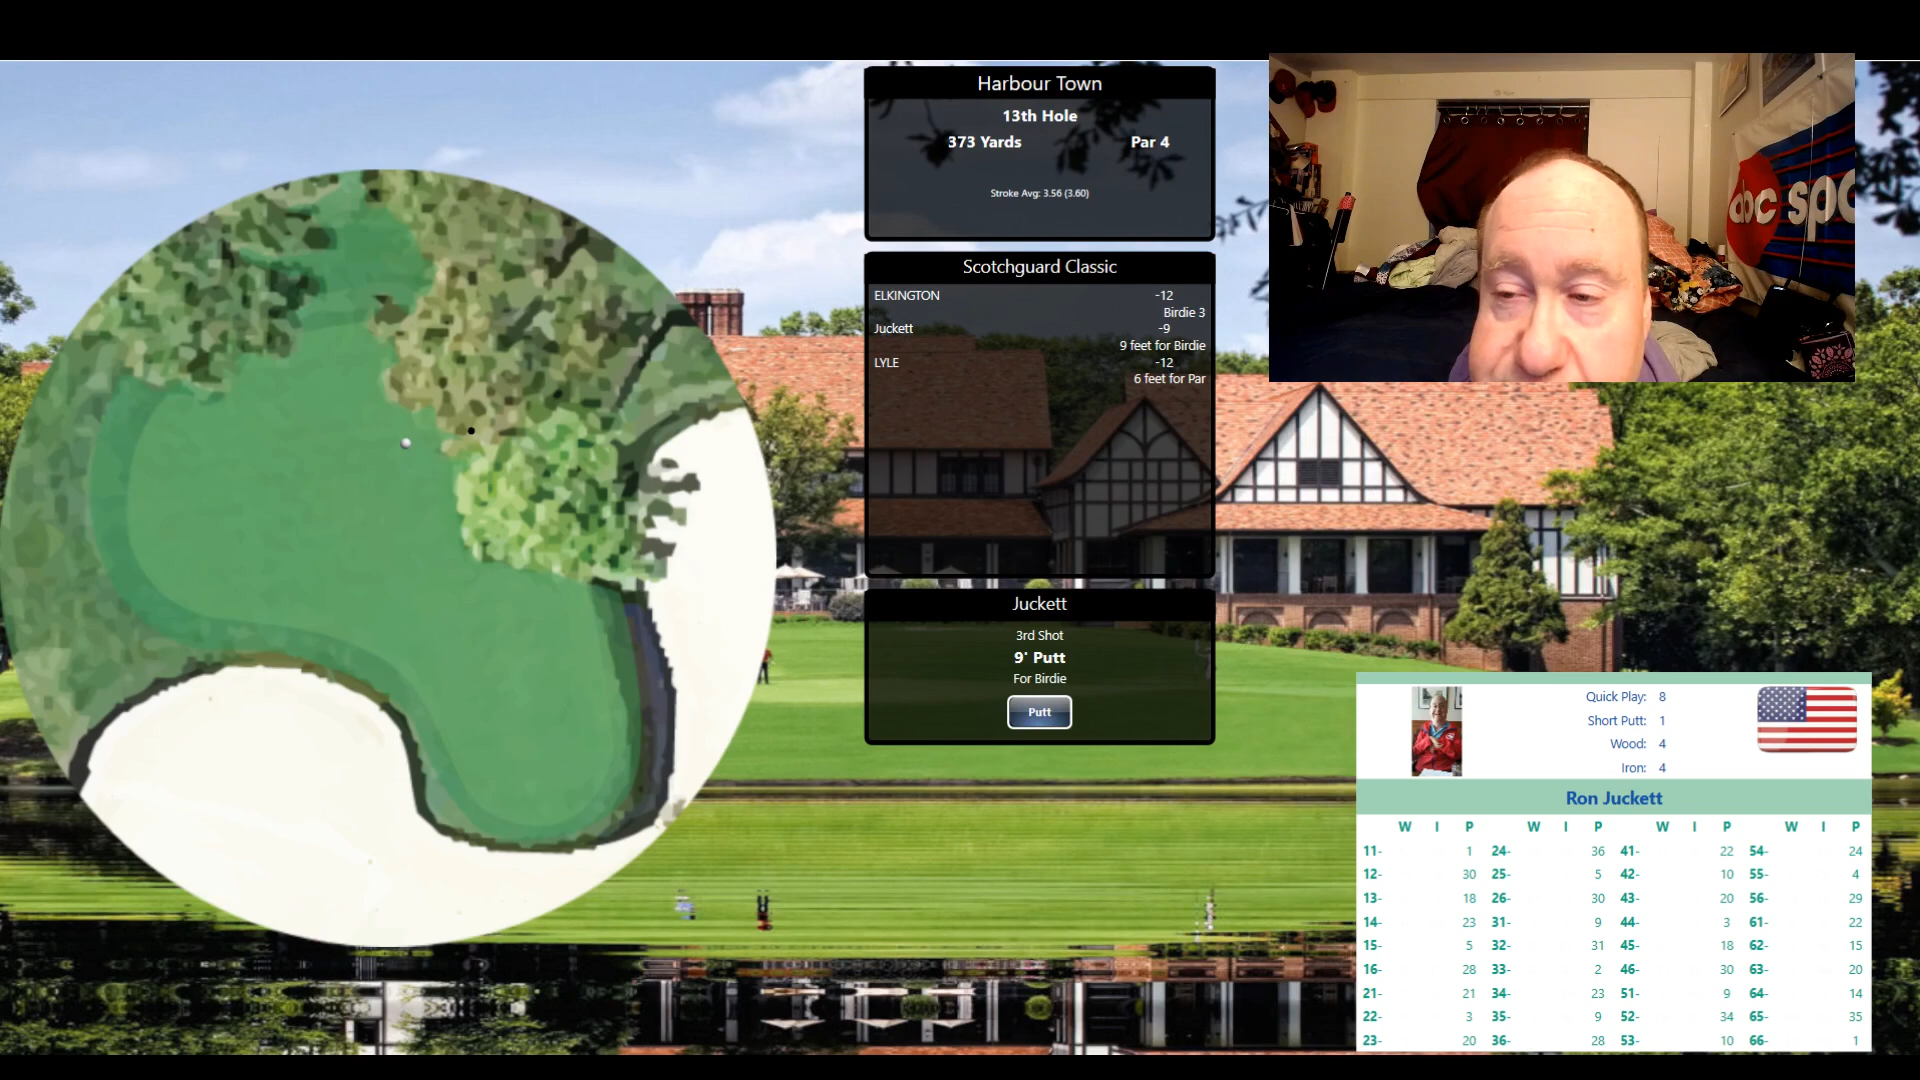 Harbour Town
13th Hole
373 Yards Par 4
Stroke Avg: 3.56 (3.60)
Scotchguard Classic
ELKINGTON -12
Birdie 3
Juckett -9
9 feet for Birdie
LYLE -12
6 feet for Par
Juckett
3rd Shot
9' Putt
For Birdie
Putt
abc spo
Quick Play: 8
Short Putt: 1
Wood: 4
Iron: 4
Ron Juckett
W I P W I P W I P W I P
11- 1 24- 36 41- 22 54- 24
12- 30 25- 5 42- 10 55- 4
13- 18 26- 30 43- 20 56- 29
14- 23 31- 9 44- 3 61- 22
15- 5 32- 31 45- 18 62- 15
16- 28 33- 2 46- 30 63- 20
21- 21 34- 23 51- 9 64- 14
22- 3 35- 9 52- 34 65- 35
23- 20 36- 28 53- 10 66- 1